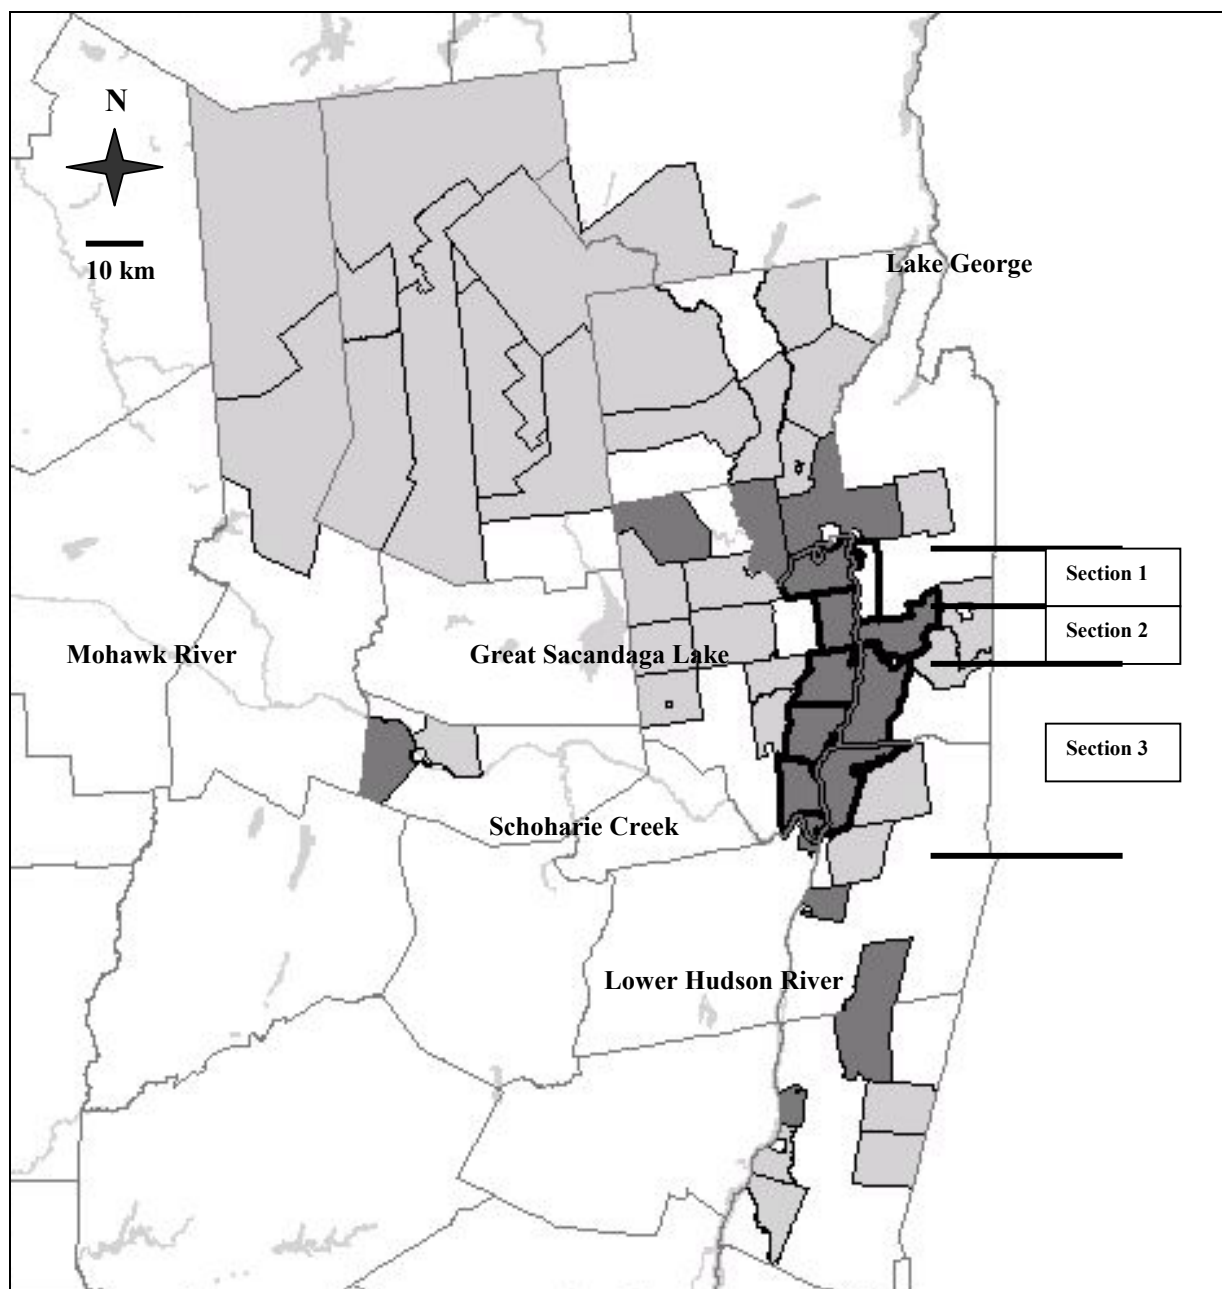 N
10 km
Lake George
Section 1
Section 2
Mohawk River
Great Sacandaga Lake
Section 3
Schoharie Creek
Lower Hudson River